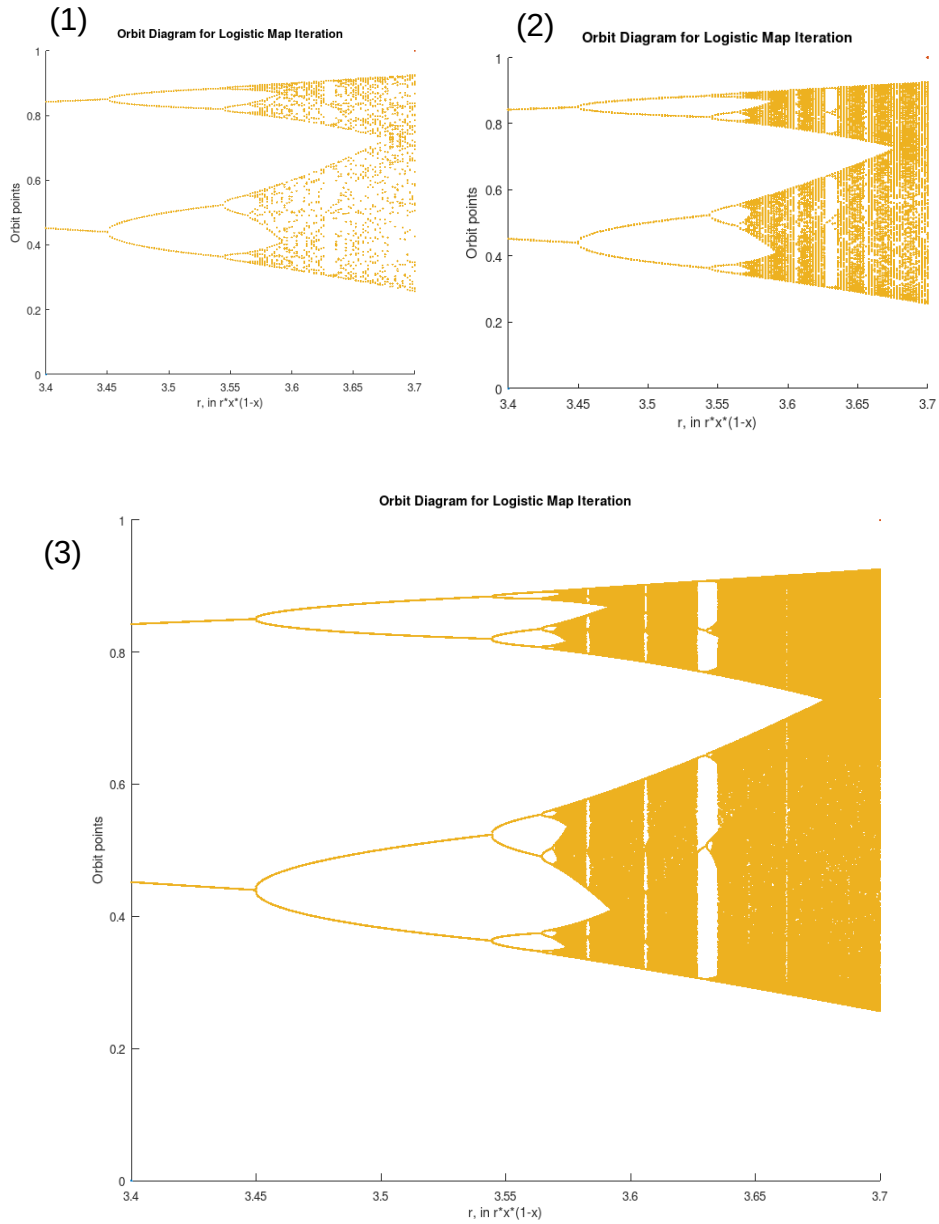 (1)
Orbit Diagram for Logistic Map Iteration
1
0.8
0.6
0.4
0.2
0
Orbit points
3.4 3.45 3.5 3.55 3.6 3.65 3.7
r, in r*x*(1-x)
(2)
Orbit Diagram for Logistic Map Iteration
1
0.8
0.6
0.4
0.2
0
Orbit points
3.4 3.45 3.5 3.55 3.6 3.65 3.7
r, in r*x*(1-x)
(3)
Orbit Diagram for Logistic Map Iteration
1
0.8
0.6
0.4
0.2
0
Orbit points
3.4 3.45 3.5 3.55 3.6 3.65 3.7
r, in r*x*(1-x)